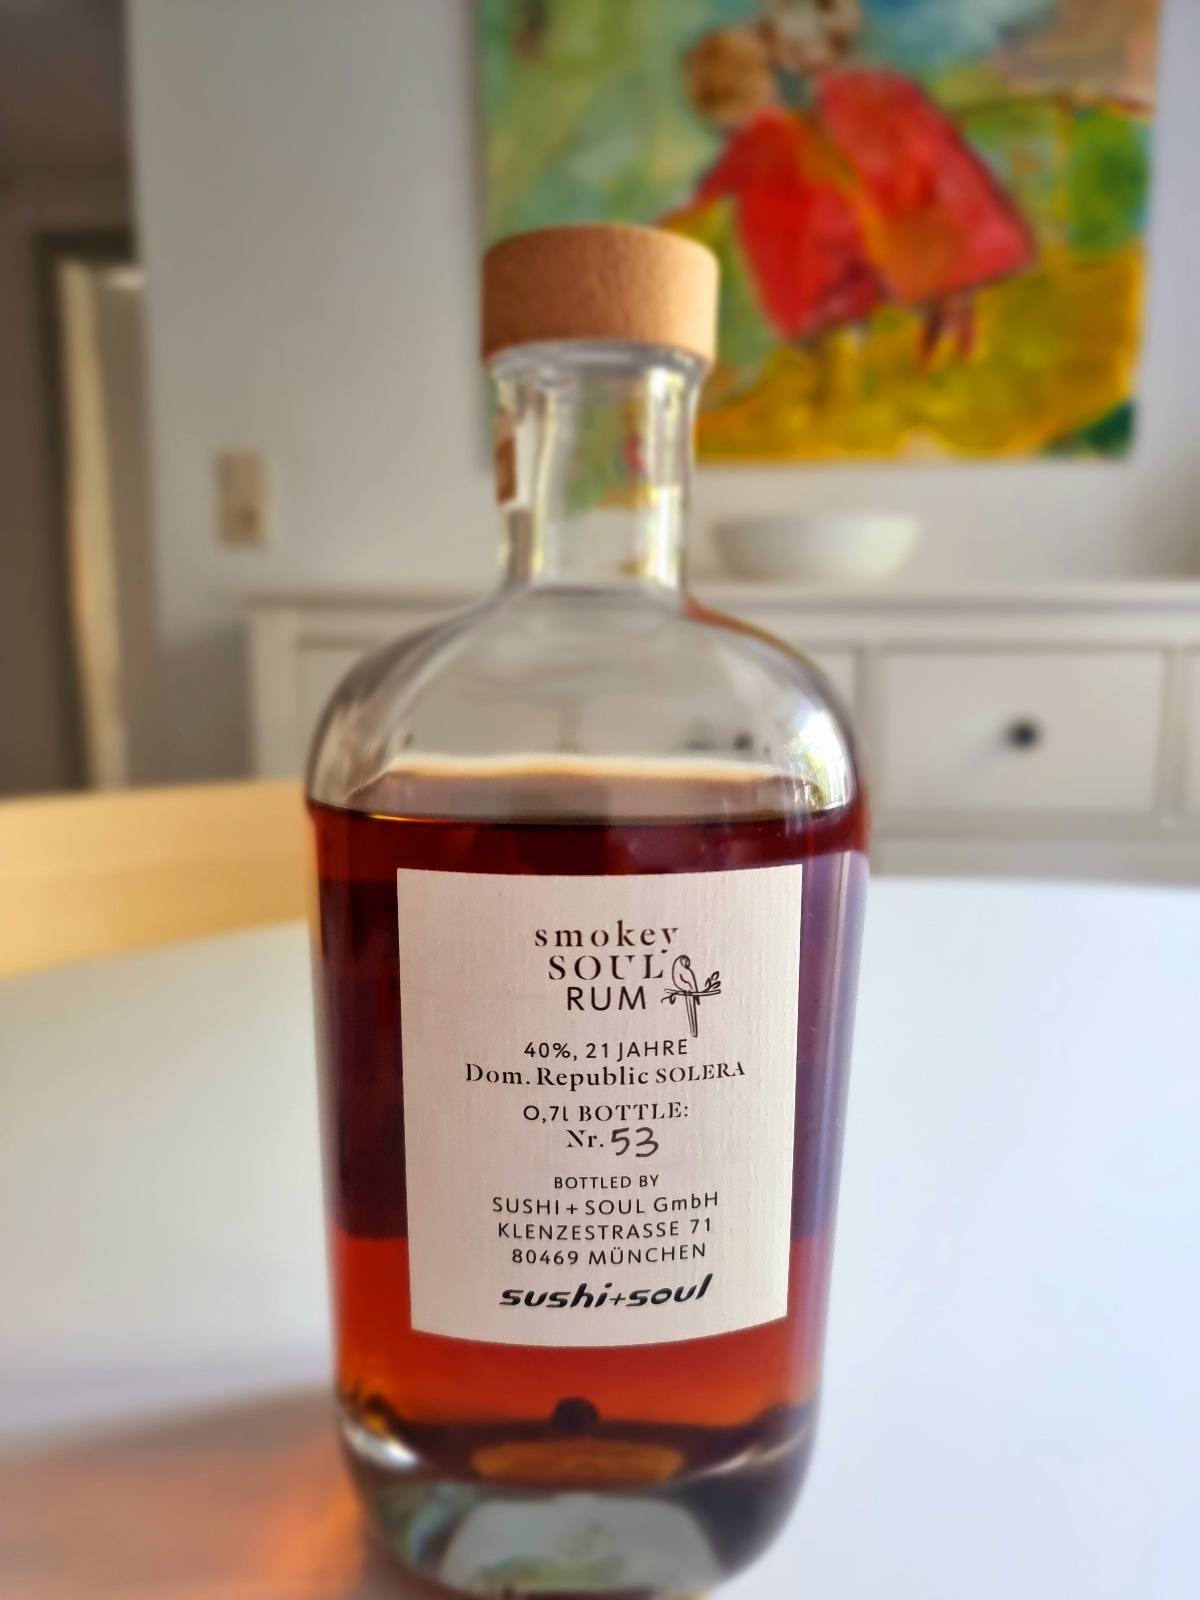 smokey
SOUL
RUM
40%, 21 JAHRE
Dom. Republic SOLERA
0,7l BOTTLE:
Nr. 53
BOTTLED BY
SUSHI + SOUL GmbH
KLENZESTRASSE 71
80469 MÜNCHEN
sushi+soul